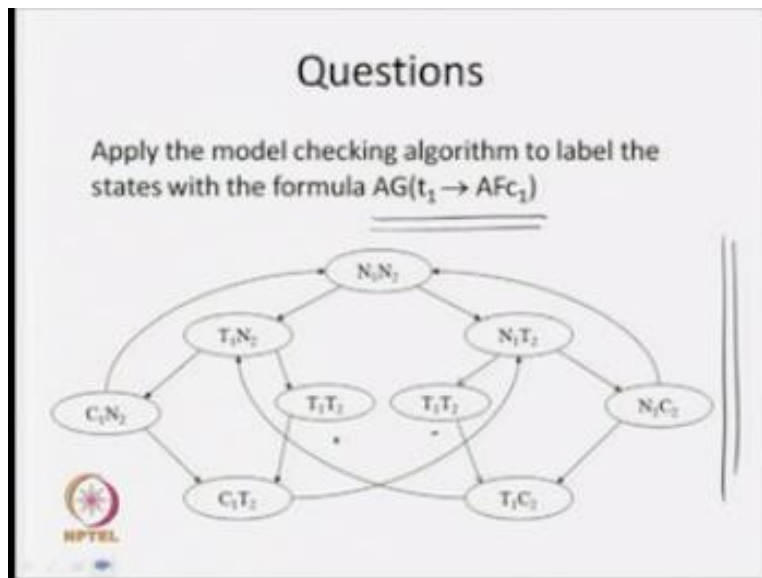 Questions
Apply the model checking algorithm to label the
states with the formula AG(t₁ → AFc₁)
N₁N₂
T₁N₂
N₁T₂
C₁N₂
T₁T₂
T₁T₂
N₁C₂
C₁T₂
T₁C₂
NPTEL